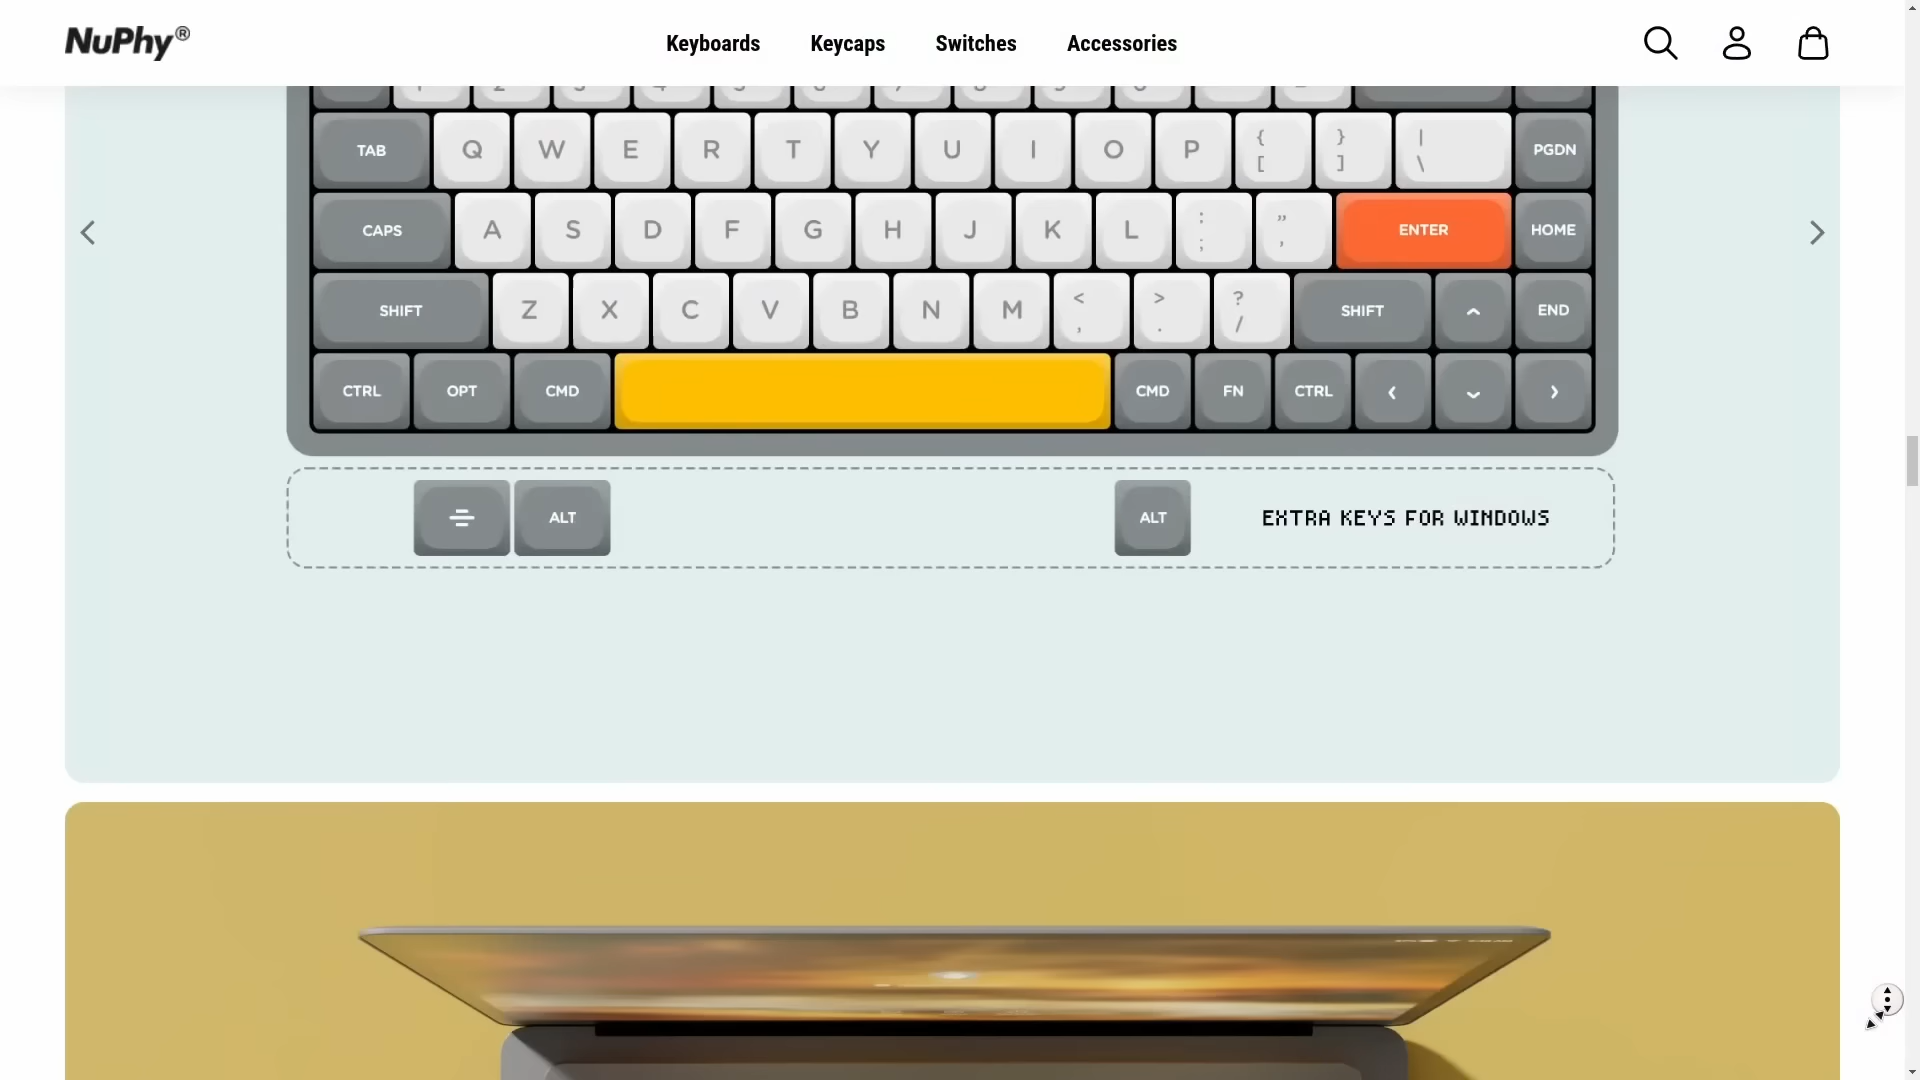 NuPhy®
Keyboards Keycaps Switches Accessories
TAB Q W E R T Y U I O P { [ } ] | \ PGDN
CAPS A S D F G H J K L : ; " , ENTER HOME
SHIFT Z X C V B N M < , > . ? / SHIFT ^ END
CTRL OPT CMD CMD FN CTRL
ALT ALT EXTRA KEYS FOR WINDOWS